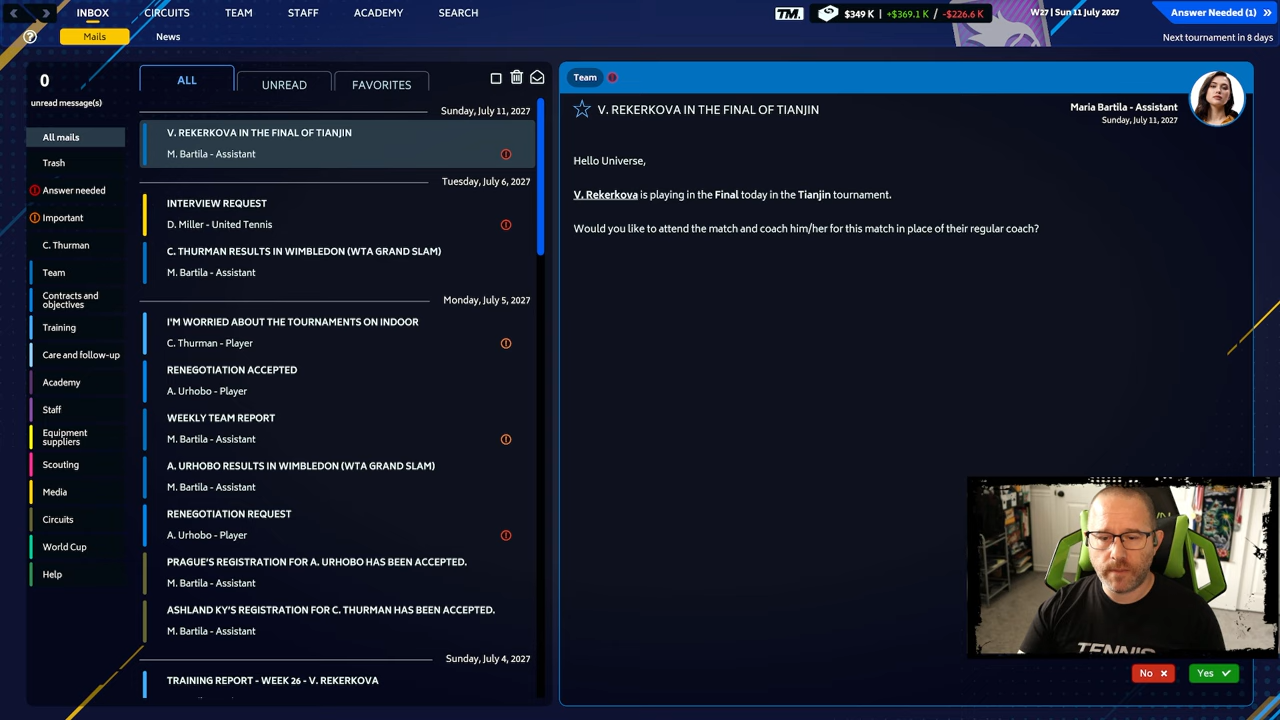 INBOX
CIRCUITS
TEAM
STAFF
ACADEMY
SEARCH
TM.
$349 K | +$369.1 K / -$226.6 K
W27 | Sun 11 July 2027
Answer Needed (1)
Mails
News
Next tournament in 8 days
0
unread message(s)
All mails
Trash
Answer needed
Important
C. Thurman
Team
Contracts and
objectives
Training
Care and follow-up
Academy
Staff
Equipment
suppliers
Scouting
Media
Circuits
World Cup
Help
ALL
UNREAD
FAVORITES
Sunday, July 11, 2027
V. REKERKOVA IN THE FINAL OF TIANJIN
M. Bartila - Assistant
Tuesday, July 6, 2027
INTERVIEW REQUEST
D. Miller - United Tennis
C. THURMAN RESULTS IN WIMBLEDON (WTA GRAND SLAM)
M. Bartila - Assistant
Monday, July 5, 2027
I'M WORRIED ABOUT THE TOURNAMENTS ON INDOOR
C. Thurman - Player
RENEGOTIATION ACCEPTED
A. Urhobo - Player
WEEKLY TEAM REPORT
M. Bartila - Assistant
A. URHOBO RESULTS IN WIMBLEDON (WTA GRAND SLAM)
M. Bartila - Assistant
RENEGOTIATION REQUEST
A. Urhobo - Player
PRAGUE'S REGISTRATION FOR A. URHOBO HAS BEEN ACCEPTED.
M. Bartila - Assistant
ASHLAND KY'S REGISTRATION FOR C. THURMAN HAS BEEN ACCEPTED.
M. Bartila - Assistant
Sunday, July 4, 2027
TRAINING REPORT - WEEK 26 - V. REKERKOVA
Team
V. REKERKOVA IN THE FINAL OF TIANJIN
Maria Bartila - Assistant
Sunday, July 11, 2027
Hello Universe,
V. Rekerkova is playing in the Final today in the Tianjin tournament.
Would you like to attend the match and coach him/her for this match in place of their regular coach?
TENNIS
No
Yes